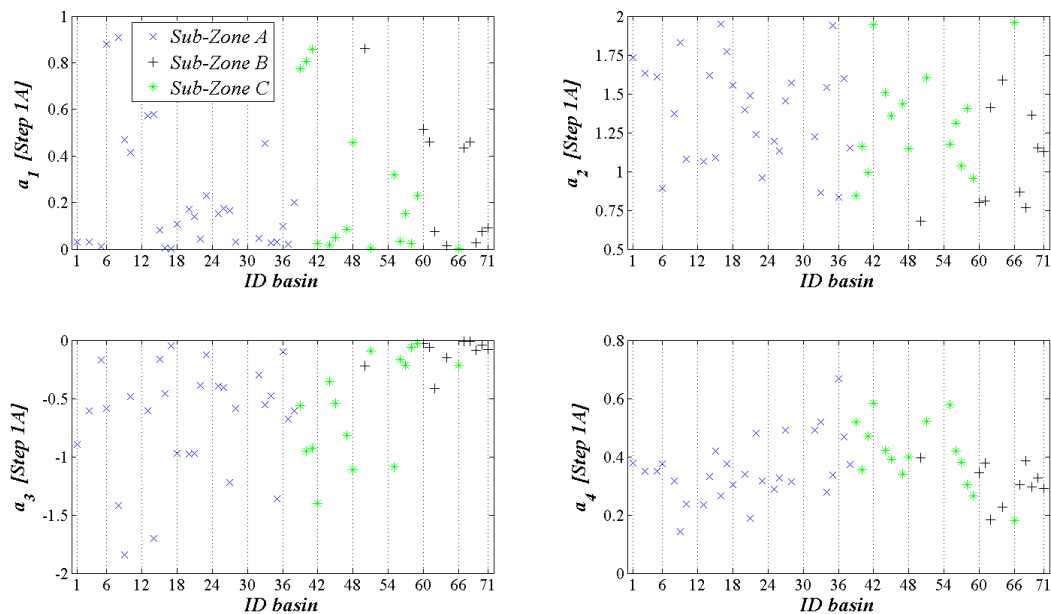 1
0.8
0.6
0.4
0.2
0
a1 [Step 1A]
Sub-Zone A
Sub-Zone B
Sub-Zone C
1 6 12 18 24 30 36 42 48 54 60 66 71
ID basin
2
1.75
1.5
1.25
1
0.75
0.5
a2 [Step 1A]
1 6 12 18 24 30 36 42 48 54 60 66 71
ID basin
0
-0.5
-1
-1.5
-2
a3 [Step 1A]
1 6 12 18 24 30 36 42 48 54 60 66 71
ID basin
0.8
0.6
0.4
0.2
0
a4 [Step 1A]
1 6 12 18 24 30 36 42 48 54 60 66 71
ID basin